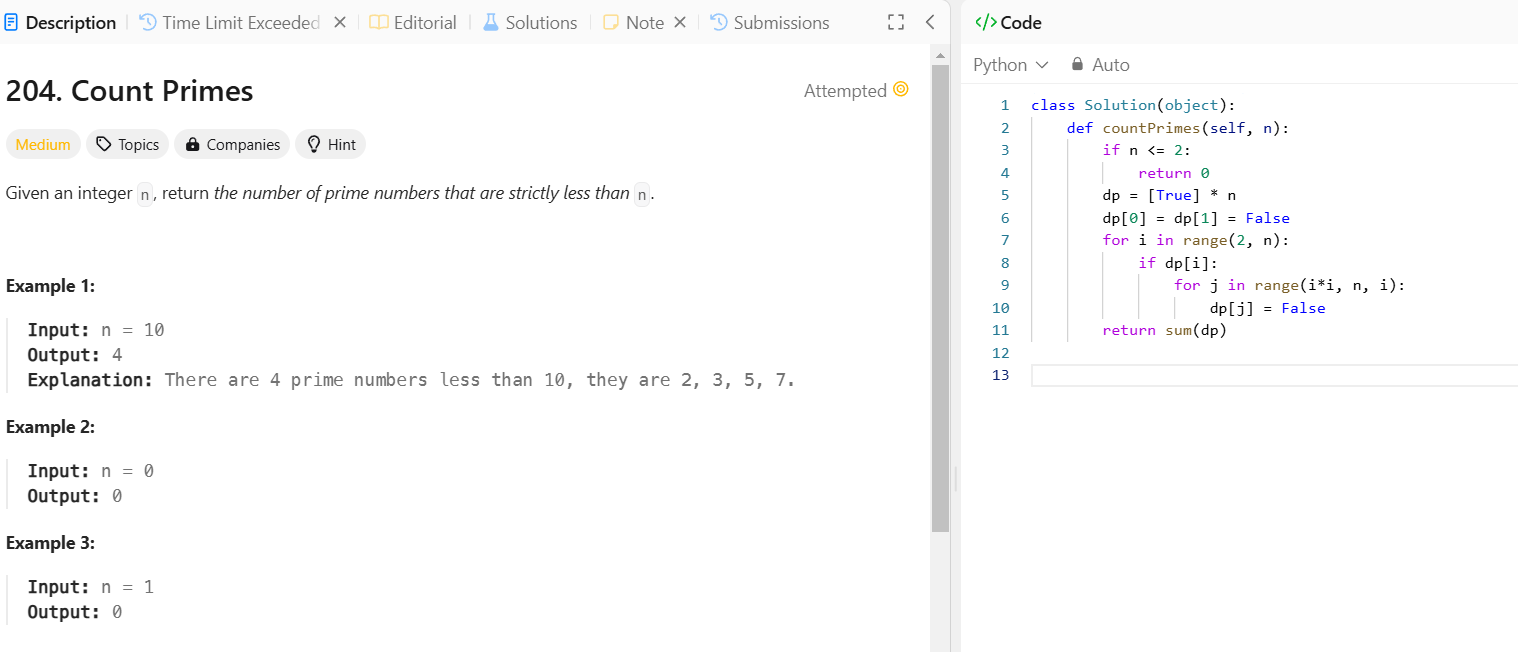 Description Time Limit Exceeded Editorial Solutions Note Submissions
204. Count Primes
Attempted
Medium Topics Companies Hint
Given an integer n, return the number of prime numbers that are strictly less than n.
Example 1:
Input: n = 10
Output: 4
Explanation: There are 4 prime numbers less than 10, they are 2, 3, 5, 7.
Example 2:
Input: n = 0
Output: 0
Example 3:
Input: n = 1
Output: 0
</> Code
Python Auto
1 class Solution(object):
2     def countPrimes(self, n):
3         if n <= 2:
4             return 0
5         dp = [True] * n
6         dp[0] = dp[1] = False
7         for i in range(2, n):
8             if dp[i]:
9                 for j in range(i*i, n, i):
10                     dp[j] = False
11         return sum(dp)
12
13